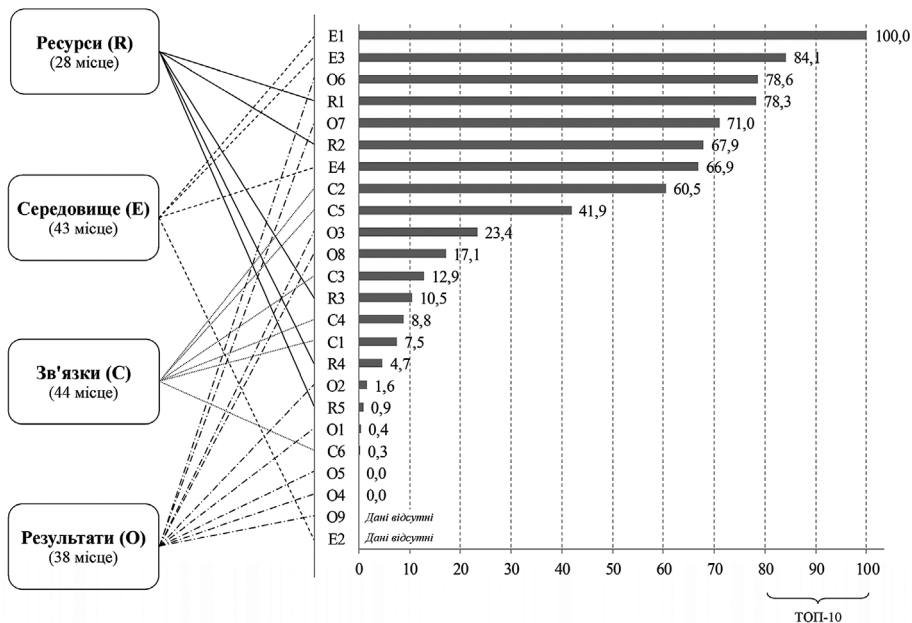 Ресурси (R)
(28 місце)
Середовище (E)
(43 місце)
Зв'язки (C)
(44 місце)
Результати (O)
(38 місце)
E1 100,0
E3 84,1
O6 78,6
R1 78,3
O7 71,0
R2 67,9
E4 66,9
C2 60,5
C5 41,9
O3 23,4
O8 17,1
C3 12,9
R3 10,5
C4 8,8
C1 7,5
R4 4,7
O2 1,6
R5 0,9
O1 0,4
C6 0,3
O5 0,0
O4 0,0
O9 Дані відсутні
E2 Дані відсутні
0 10 20 30 40 50 60 70 80 90 100
ТОП-10